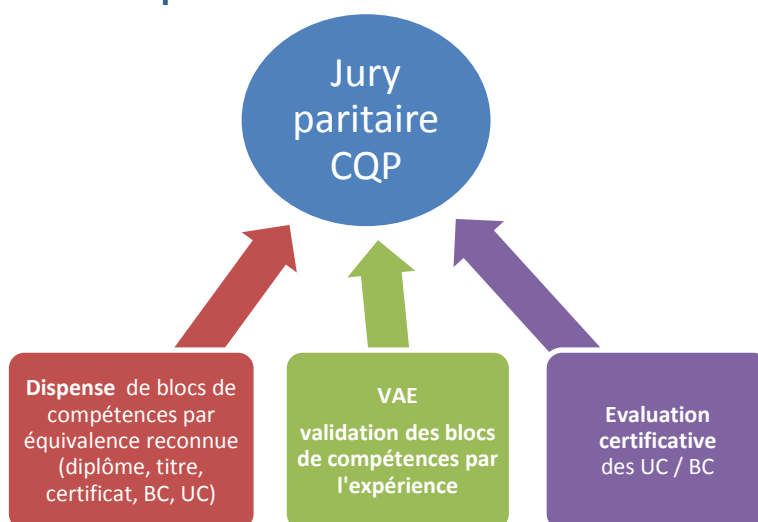 Jury
paritaire
CQP
Dispense de blocs de
compétences par
équivalence reconnue
(diplôme, titre,
certificat, BC, UC)
VAE
validation des blocs
de compétences par
l'expérience
Evaluation
certificative
des UC / BC